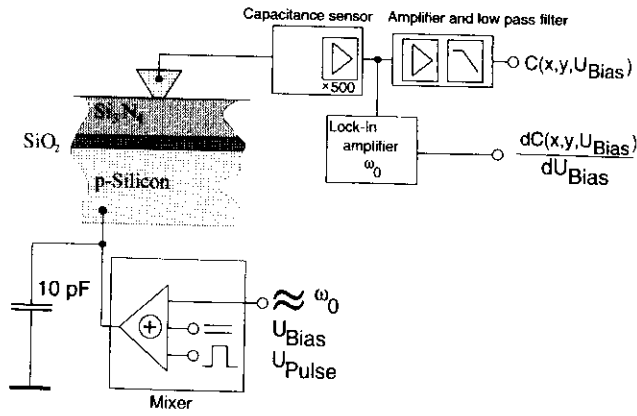 Capacitance sensor
Amplifier and low pass filter
×500
C(x,y,U_Bias)
Si₃N₄
SiO₂
p-Silicon
Lock-in
amplifier
ω₀
dC(x,y,U_Bias)
dU_Bias
10 pF
ω₀
U_Bias
U_Pulse
Mixer